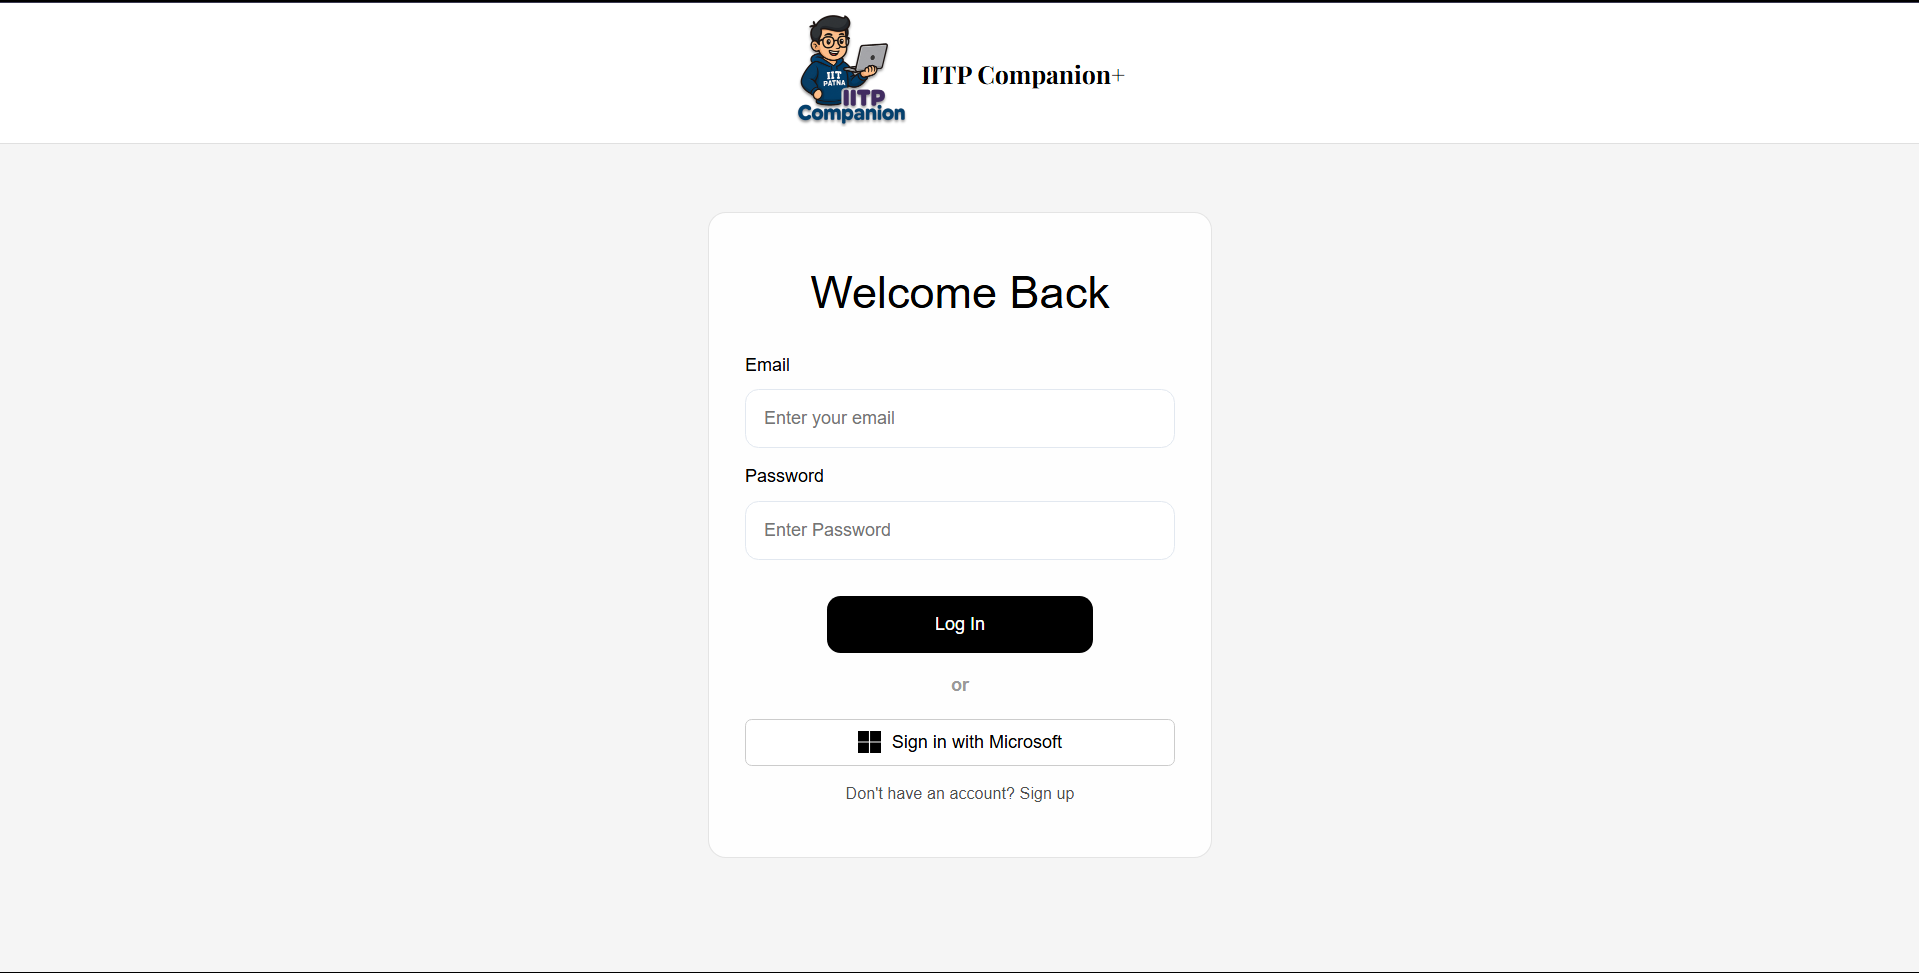 IIT
PATNA
IITP
Companion
IITP Companion+
Welcome Back
Email
Enter your email
Password
Enter Password
Log In
or
Sign in with Microsoft
Don't have an account? Sign up